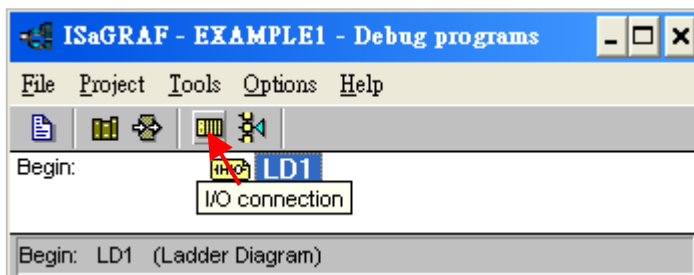 ISaGRAF - EXAMPLE1 - Debug programs
File Project Tools Options Help
Begin: LD1
I/O connection
Begin: LD1 (Ladder Diagram)